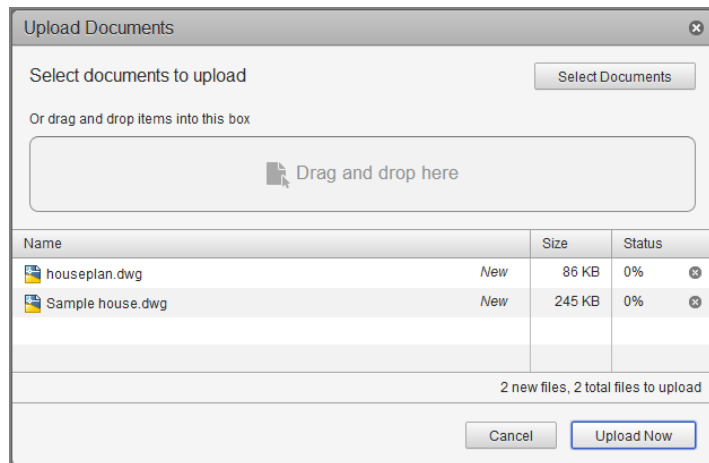 Upload Documents
Select documents to upload
Select Documents
Or drag and drop items into this box
Drag and drop here
Name Size Status
houseplan.dwg New 86 KB 0%
Sample house.dwg New 245 KB 0%
2 new files, 2 total files to upload
Cancel Upload Now